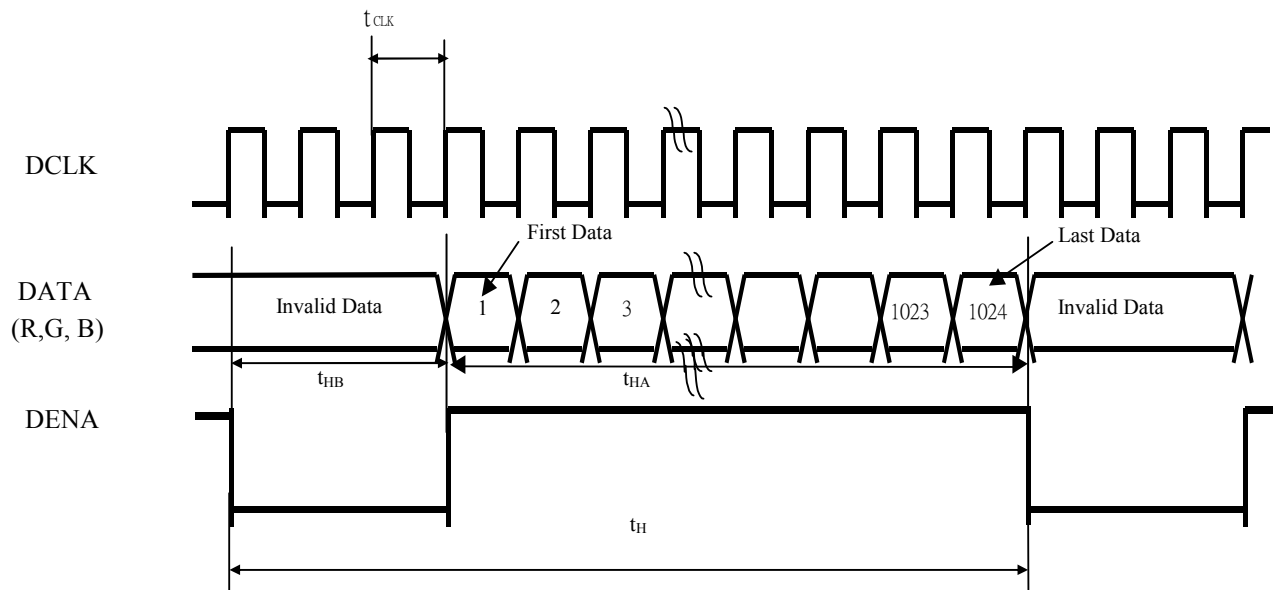 tCLK
DCLK
First Data
Last Data
DATA
(R,G, B)
Invalid Data
1
2
3
1023
1024
Invalid Data
tHB
tHA
DENA
tH